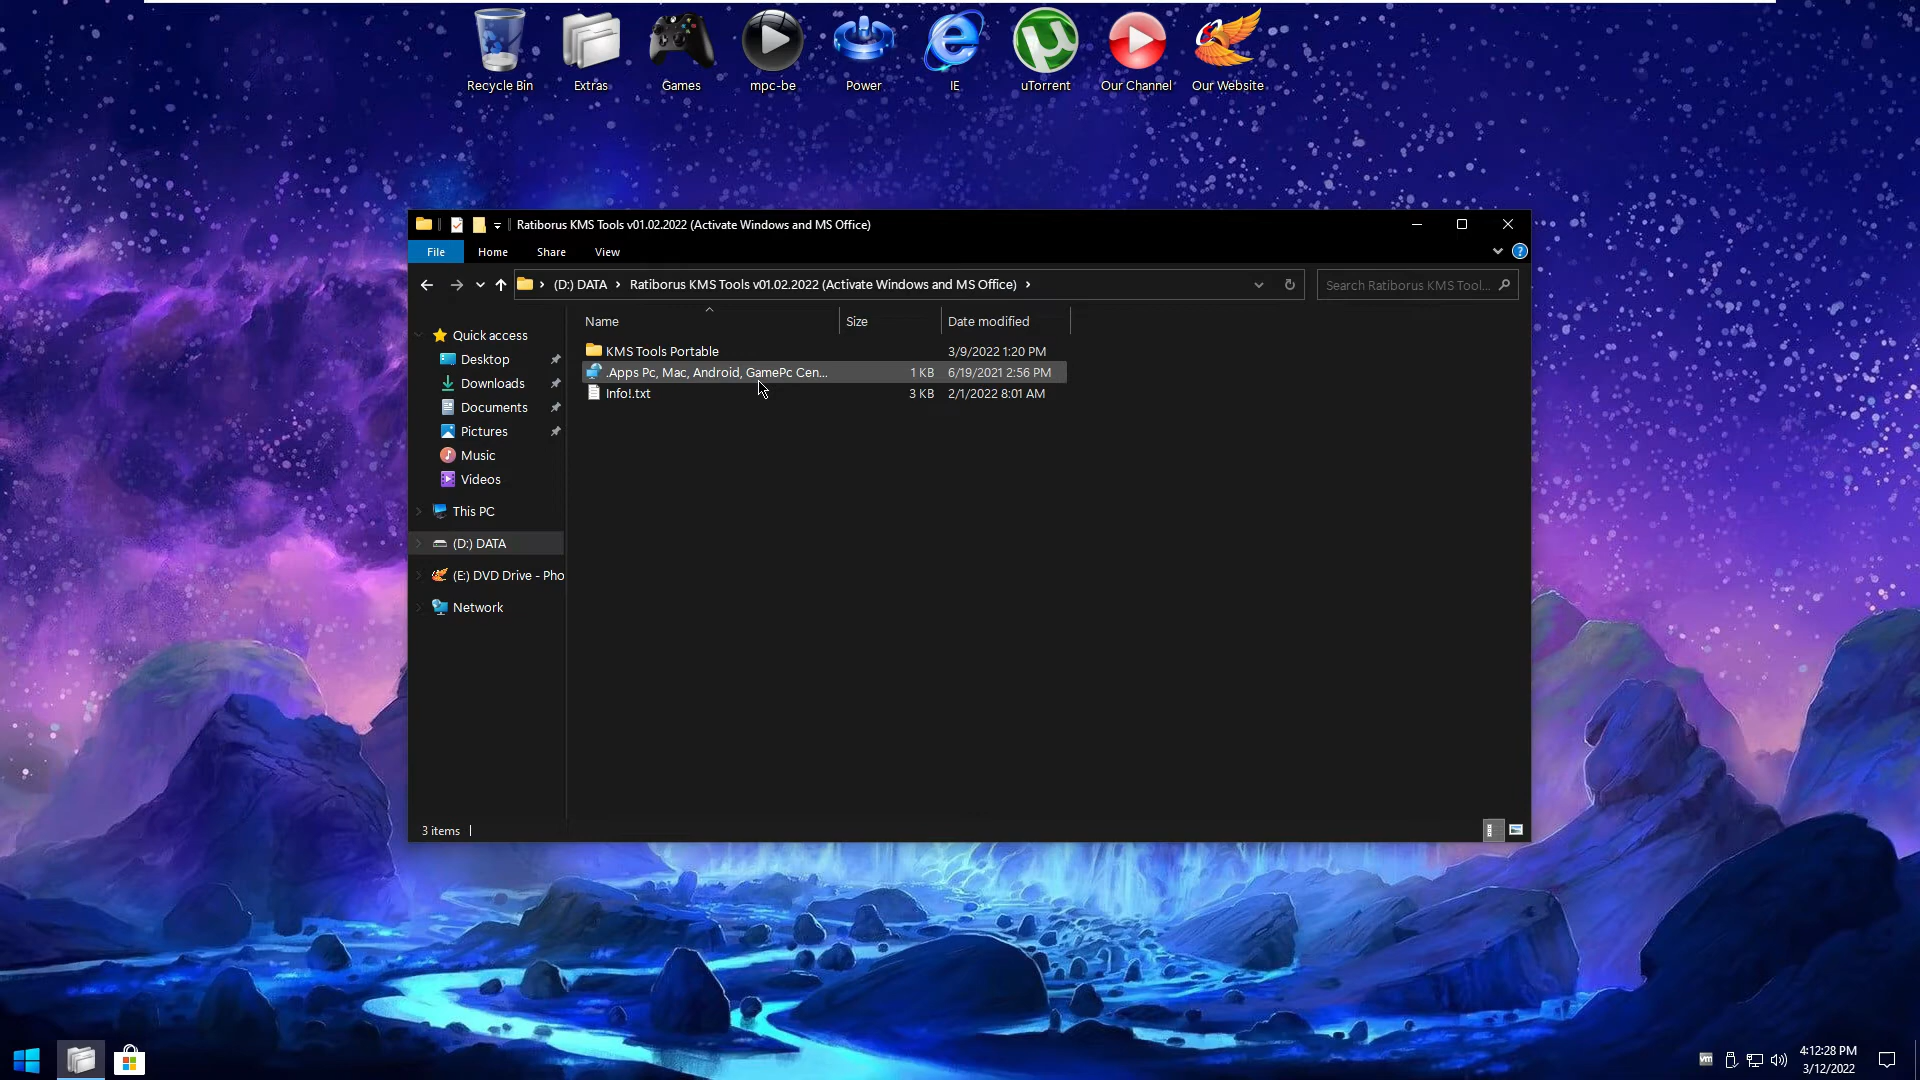 Recycle Bin
Extras
Games
mpc-be
Power
IE
uTorrent
Our Channel
Our Website
Ratiborus KMS Tools v01.02.2022 (Activate Windows and MS Office)
File
Home
Share
View
(D:) DATA
Ratiborus KMS Tools v01.02.2022 (Activate Windows and MS Office)
Search Ratiborus KMS Tool...
Name
Size
Date modified
KMS Tools Portable 3/9/2022 1:20 PM
.Apps Pc, Mac, Android, GamePc Cen... 1 KB 6/19/2021 2:56 PM
Info!.txt 3 KB 2/1/2022 8:01 AM
Quick access
Desktop
Downloads
Documents
Pictures
Music
Videos
This PC
(D:) DATA
(E:) DVD Drive - Pho
Network
3 items
vm
4:12:28 PM
3/12/2022